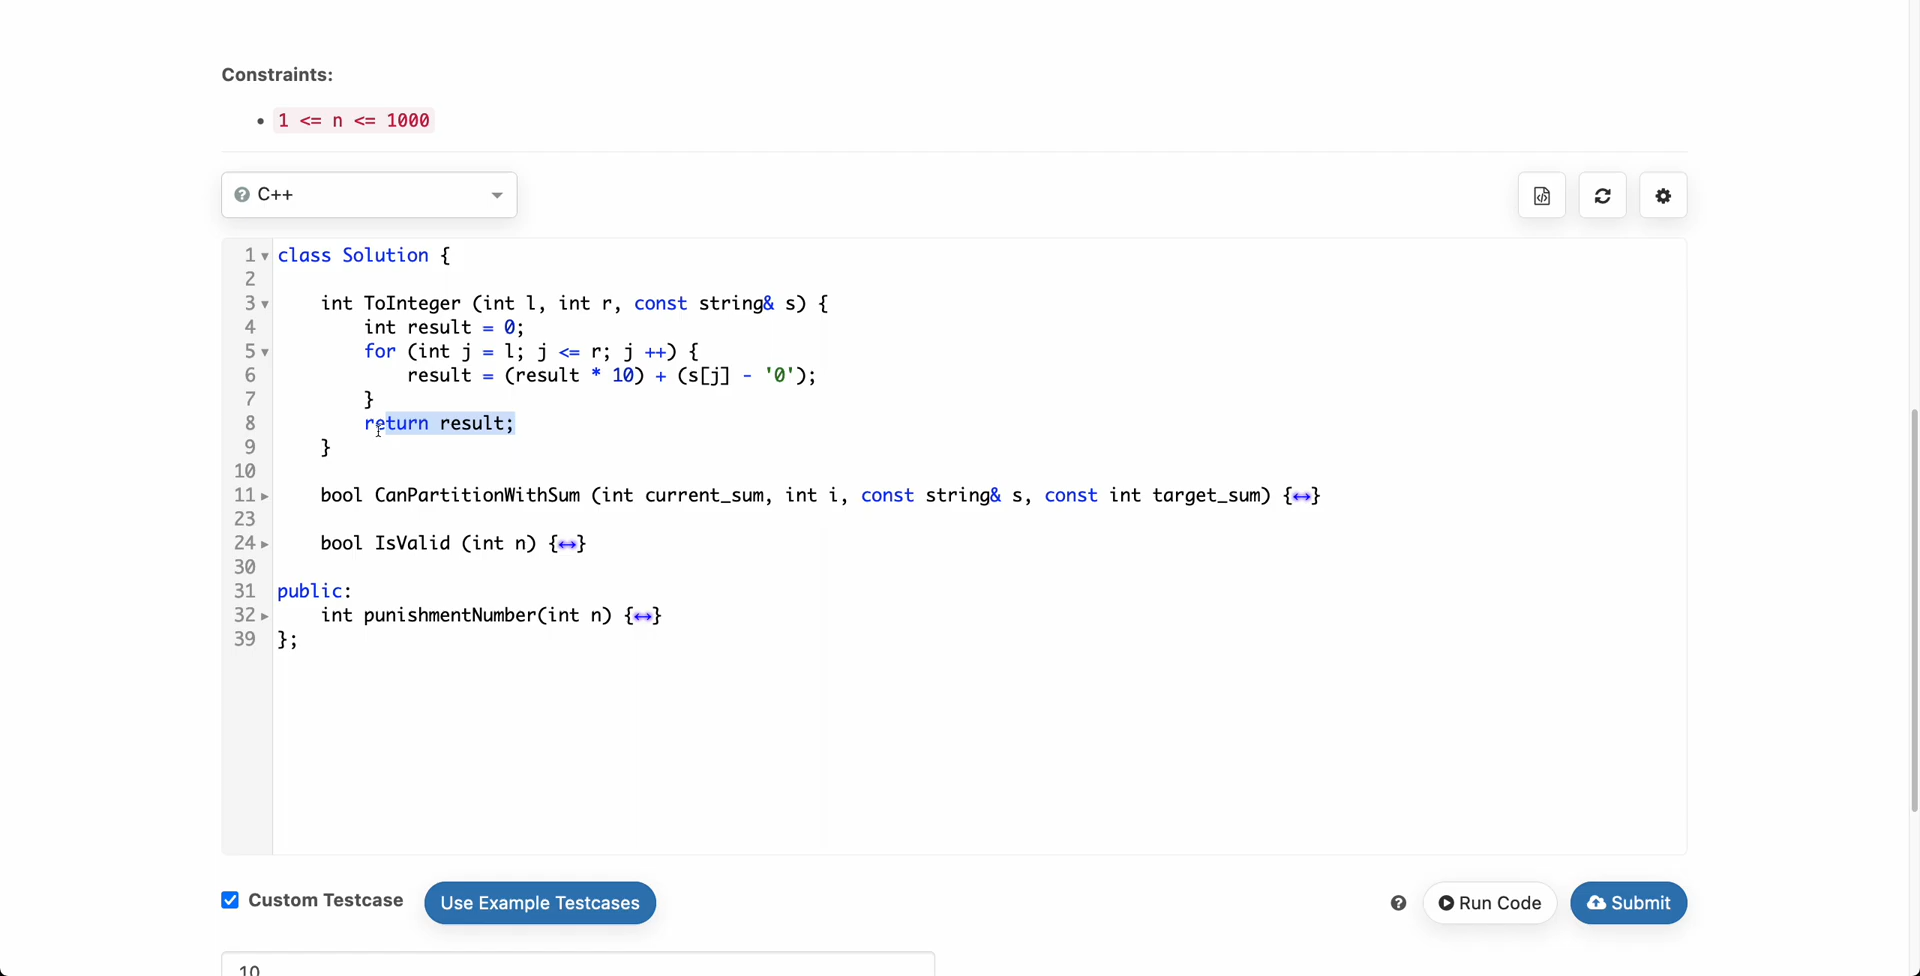 Constraints:
• 1 <= n <= 1000
C++
1 class Solution {
2
3 int ToInteger (int l, int r, const string& s) {
4 int result = 0;
5 for (int j = l; j <= r; j ++) {
6 result = (result * 10) + (s[j] - '0');
7 }
8 return result;
9 }
10
11 bool CanPartitionWithSum (int current_sum, int i, const string& s, const int target_sum) {↔}
23
24 bool IsValid (int n) {↔}
30
31 public:
32 int punishmentNumber(int n) {↔}
39 };
Custom Testcase Use Example Testcases Run Code Submit
10